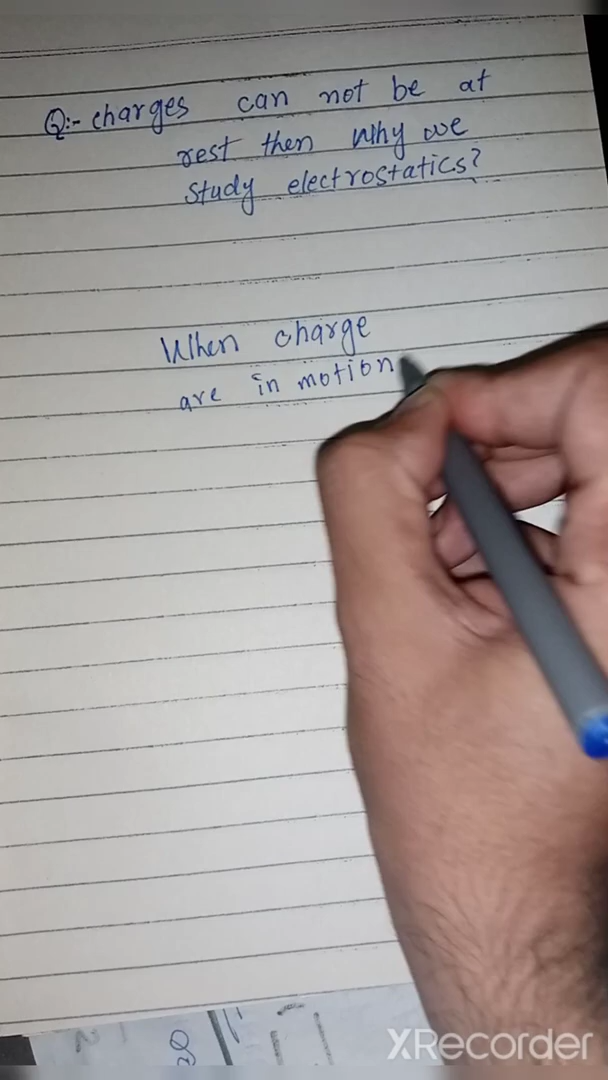 Q:- charges can not be at
rest then why we
study electrostatics?
When charge
are in motion
XRecorder